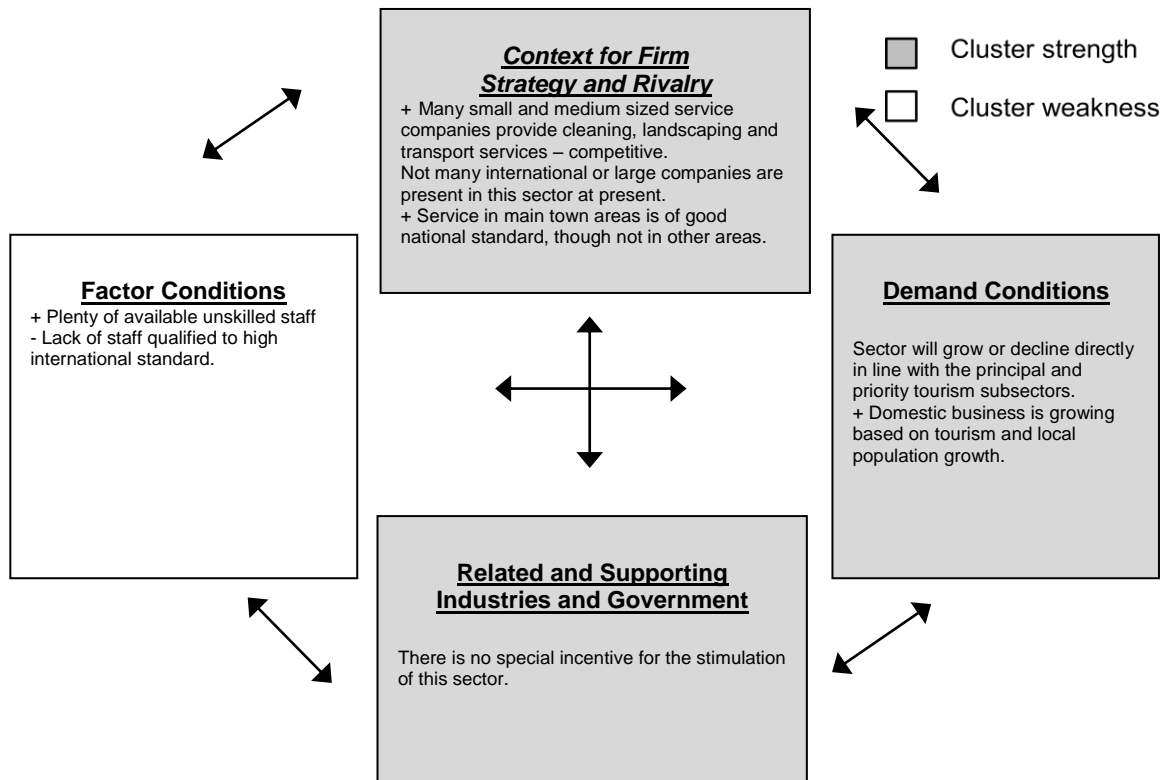 Context for Firm
Strategy and Rivalry
+ Many small and medium sized service
companies provide cleaning, landscaping and
transport services – competitive.
Not many international or large companies are
present in this sector at present.
+ Service in main town areas is of good
national standard, though not in other areas.
Cluster strength
Cluster weakness
Factor Conditions
+ Plenty of available unskilled staff
- Lack of staff qualified to high
international standard.
Demand Conditions
Sector will grow or decline directly
in line with the principal and
priority tourism subsectors.
+ Domestic business is growing
based on tourism and local
population growth.
Related and Supporting
Industries and Government
There is no special incentive for the stimulation
of this sector.